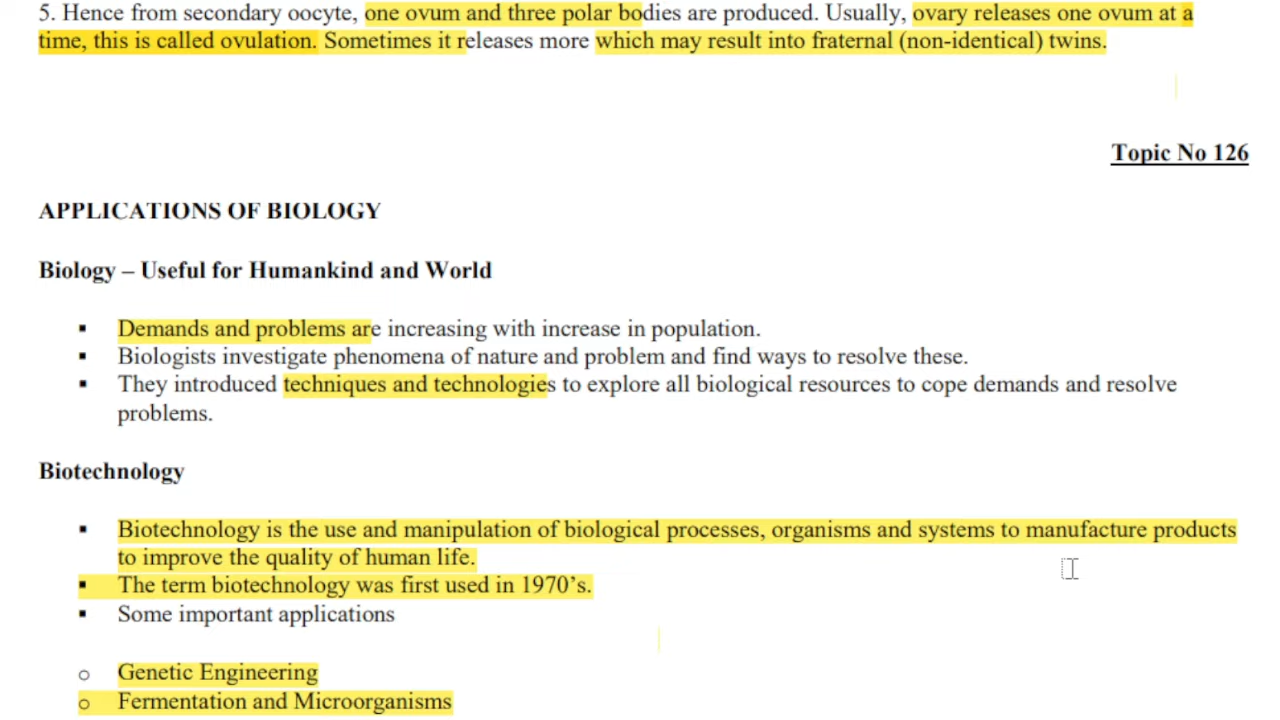 5. Hence from secondary oocyte, one ovum and three polar bodies are produced. Usually, ovary releases one ovum at a
time, this is called ovulation. Sometimes it releases more which may result into fraternal (non-identical) twins.
Topic No 126
APPLICATIONS OF BIOLOGY
Biology – Useful for Humankind and World
▪ Demands and problems are increasing with increase in population.
▪ Biologists investigate phenomena of nature and problem and find ways to resolve these.
▪ They introduced techniques and technologies to explore all biological resources to cope demands and resolve
problems.
Biotechnology
▪ Biotechnology is the use and manipulation of biological processes, organisms and systems to manufacture products
to improve the quality of human life.
▪ The term biotechnology was first used in 1970’s.
▪ Some important applications
o Genetic Engineering
o Fermentation and Microorganisms